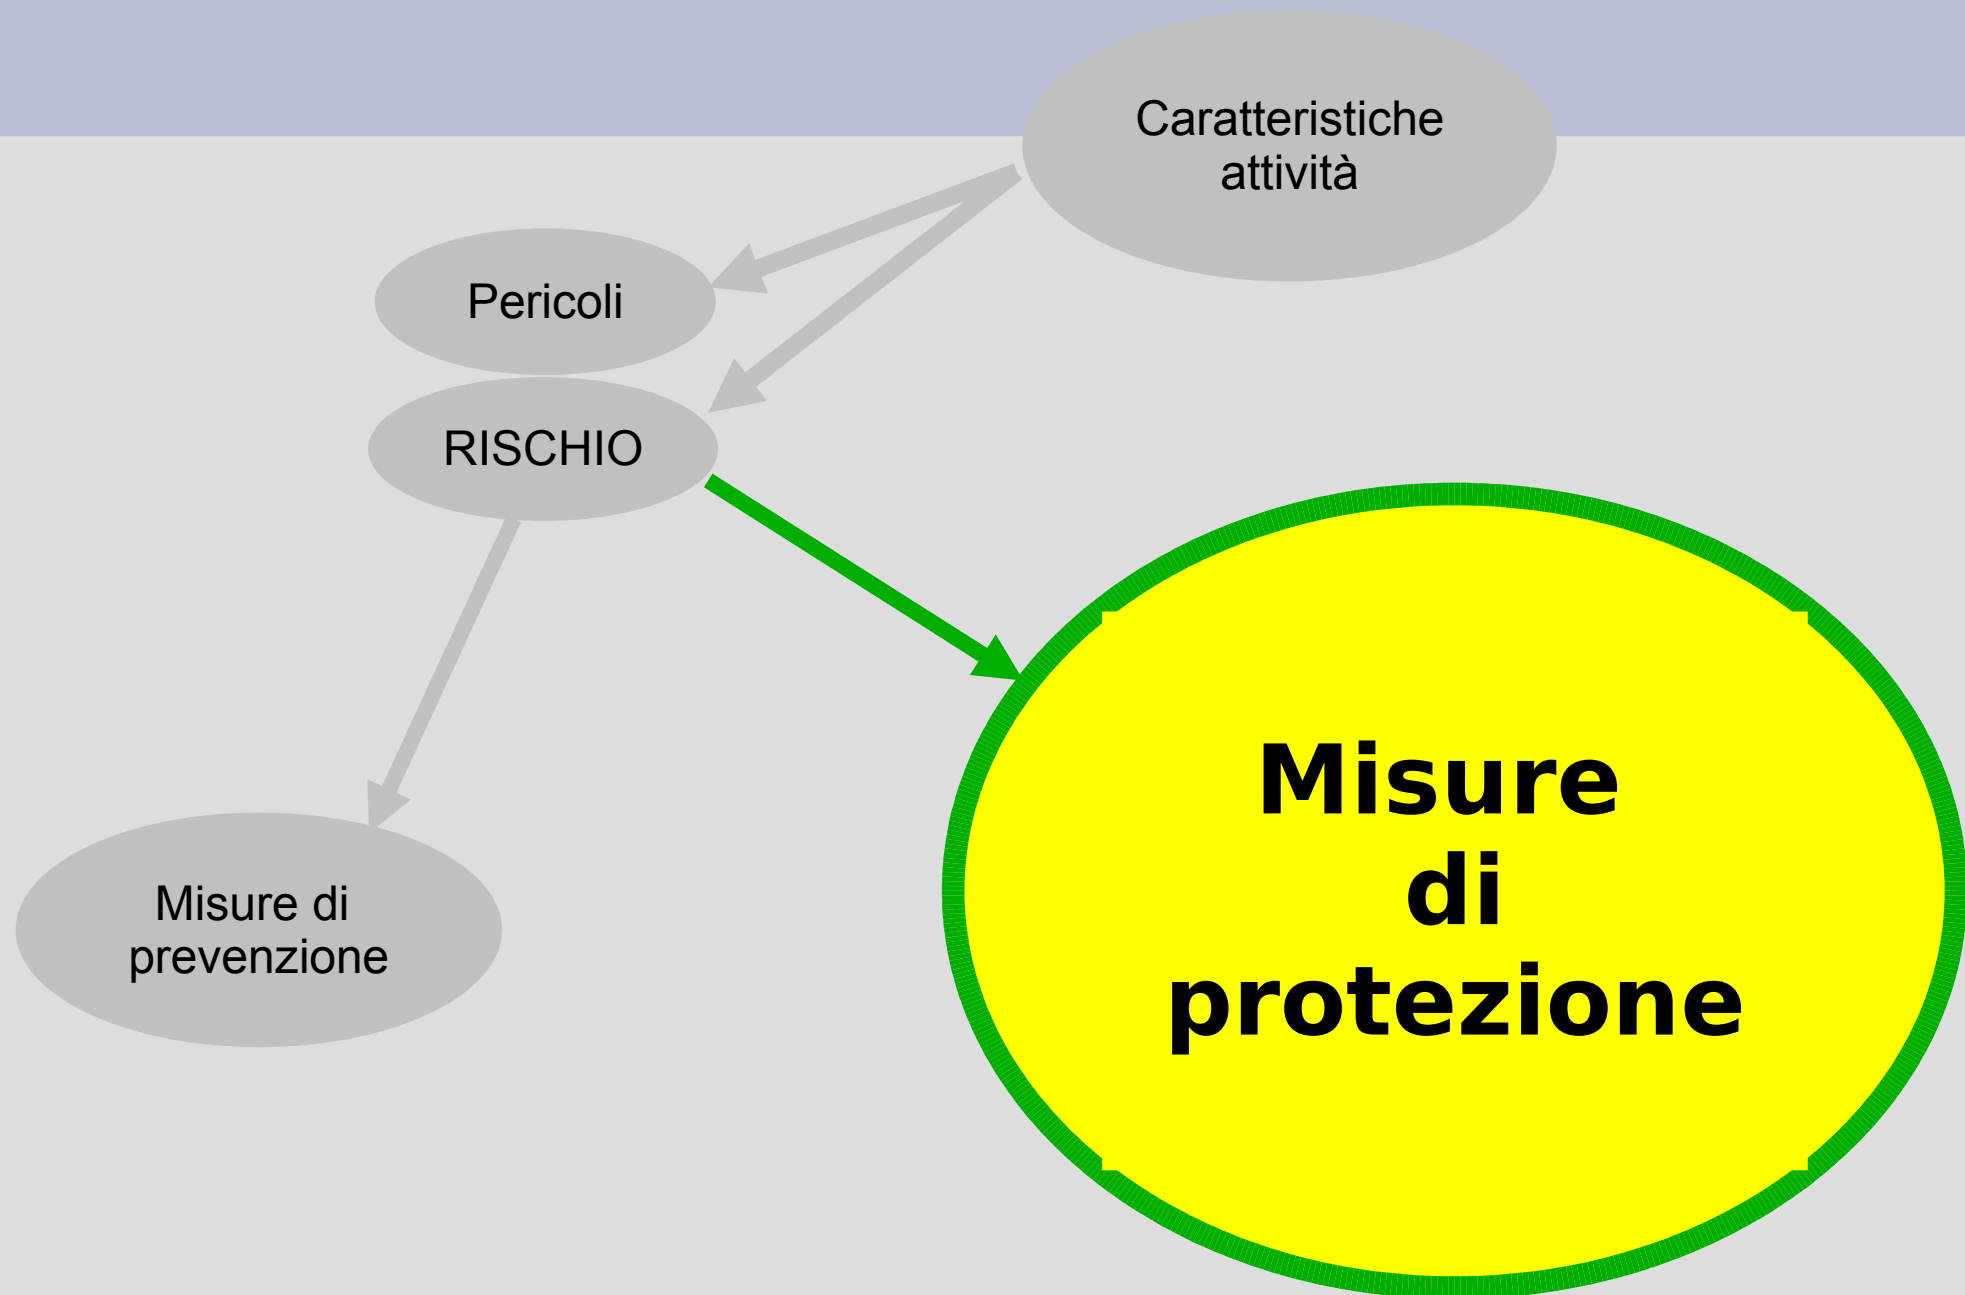 Caratteristiche
attività
Pericoli
RISCHIO
Misure di
prevenzione
Misure
di
protezione